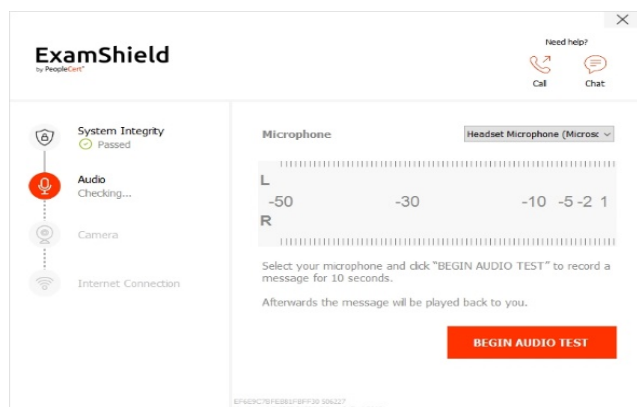 Need help?
ExamShield
by PeopleCert
Call
Chat
System Integrity
Passed
Audio
Checking...
Camera
Internet Connection
Microphone
Headset Microphone (Microsc
L
-50 -30 -10 -5 -2 1
R
Select your microphone and click "BEGIN AUDIO TEST" to record a
message for 10 seconds.
Afterwards the message will be played back to you.
BEGIN AUDIO TEST